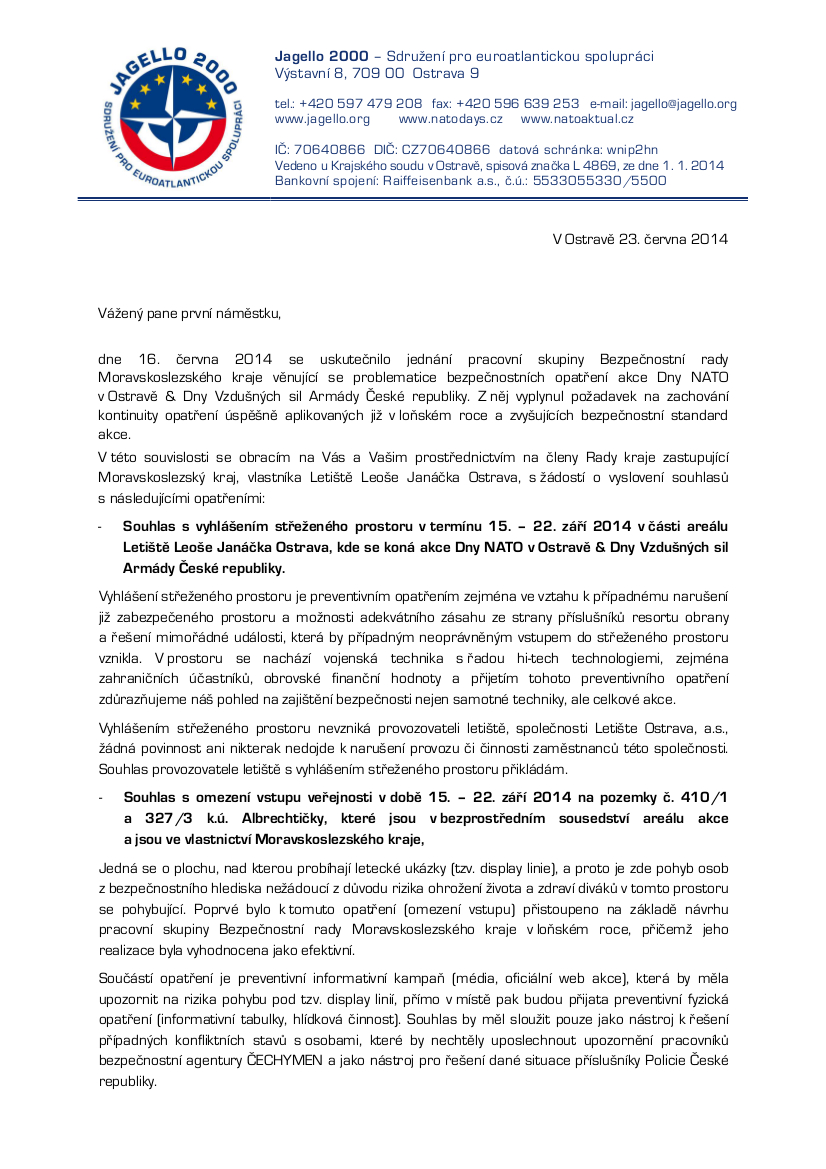 JAGELLO 2000
SDRUŽENÍ PRO EUROATLANTICKOU SPOLUPRÁCI
Jagello 2000 – Sdružení pro euroatlantickou spolupráci
Výstavní 8, 709 00 Ostrava 9
tel.: +420 597 479 208 fax: +420 596 639 253 e-mail: jagello@jagello.org
www.jagello.org www.natodays.cz www.natoaktual.cz
IČ: 70640866 DIČ: CZ70640866 datová schránka: wnip2hn
Vedeno u Krajského soudu v Ostravě, spisová značka L 4869, ze dne 1. 1. 2014
Bankovní spojení: Raiffeisenbank a.s., č.ú.: 5533055330/5500
V Ostravě 23. června 2014
Vážený pane první náměstku,
dne 16. června 2014 se uskutečnilo jednání pracovní skupiny Bezpečnostní rady
Moravskoslezského kraje věnující se problematice bezpečnostních opatření akce Dny NATO
v Ostravě & Dny Vzdušných sil Armády České republiky. Z něj vyplynul požadavek na zachování
kontinuity opatření úspěšně aplikovaných již v loňském roce a zvyšujících bezpečnostní standard
akce.
V této souvislosti se obracím na Vás a Vašim prostřednictvím na členy Rady kraje zastupující
Moravskoslezský kraj, vlastníka Letiště Leoše Janáčka Ostrava, s žádostí o vyslovení souhlasů
s následujícími opatřeními:
- Souhlas s vyhlášením střeženého prostoru v termínu 15. – 22. září 2014 v části areálu
Letiště Leoše Janáčka Ostrava, kde se koná akce Dny NATO v Ostravě & Dny Vzdušných sil
Armády České republiky.
Vyhlášení střeženého prostoru je preventivním opatřením zejména ve vztahu k případnému narušení
již zabezpečeného prostoru a možnosti adekvátního zásahu ze strany příslušníků resortu obrany
a řešení mimořádné události, která by případným neoprávněným vstupem do střeženého prostoru
vznikla. V prostoru se nachází vojenská technika s řadou hi-tech technologiemi, zejména
zahraničních účastníků, obrovské finanční hodnoty a přijetím tohoto preventivního opatření
zdůrazňujeme náš pohled na zajištění bezpečnosti nejen samotné techniky, ale celkové akce.
Vyhlášením střeženého prostoru nevzniká provozovateli letiště, společnosti Letište Ostrava, a.s.,
žádná povinnost ani nikterak nedojde k narušení provozu či činnosti zaměstnanců této společnosti.
Souhlas provozovatele letiště s vyhlášením střeženého prostoru přikládám.
- Souhlas s omezení vstupu veřejnosti v době 15. – 22. září 2014 na pozemky č. 410/1
a 327/3 k.ú. Albrechtičky, které jsou v bezprostředním sousedství areálu akce
a jsou ve vlastnictví Moravskoslezského kraje,
Jedná se o plochu, nad kterou probíhají letecké ukázky (tzv. display linie), a proto je zde pohyb osob
z bezpečnostního hlediska nežádoucí z důvodu rizika ohrožení života a zdraví diváků v tomto prostoru
se pohybující. Poprvé bylo k tomuto opatření (omezení vstupu) přistoupeno na základě návrhu
pracovní skupiny Bezpečnostní rady Moravskoslezského kraje v loňském roce, přičemž jeho
realizace byla vyhodnocena jako efektivní.
Součástí opatření je preventivní informativní kampaň (média, oficiální web akce), která by měla
upozornit na rizika pohybu pod tzv. display linií, přímo v místě pak budou přijata preventivní fyzická
opatření (informativní tabulky, hlídková činnost). Souhlas by měl sloužit pouze jako nástroj k řešení
případných konfliktních stavů s osobami, které by nechtěly uposlechnout upozornění pracovníků
bezpečnostní agentury ČECHYMEN a jako nástroj pro řešení dané situace příslušníky Policie České
republiky.